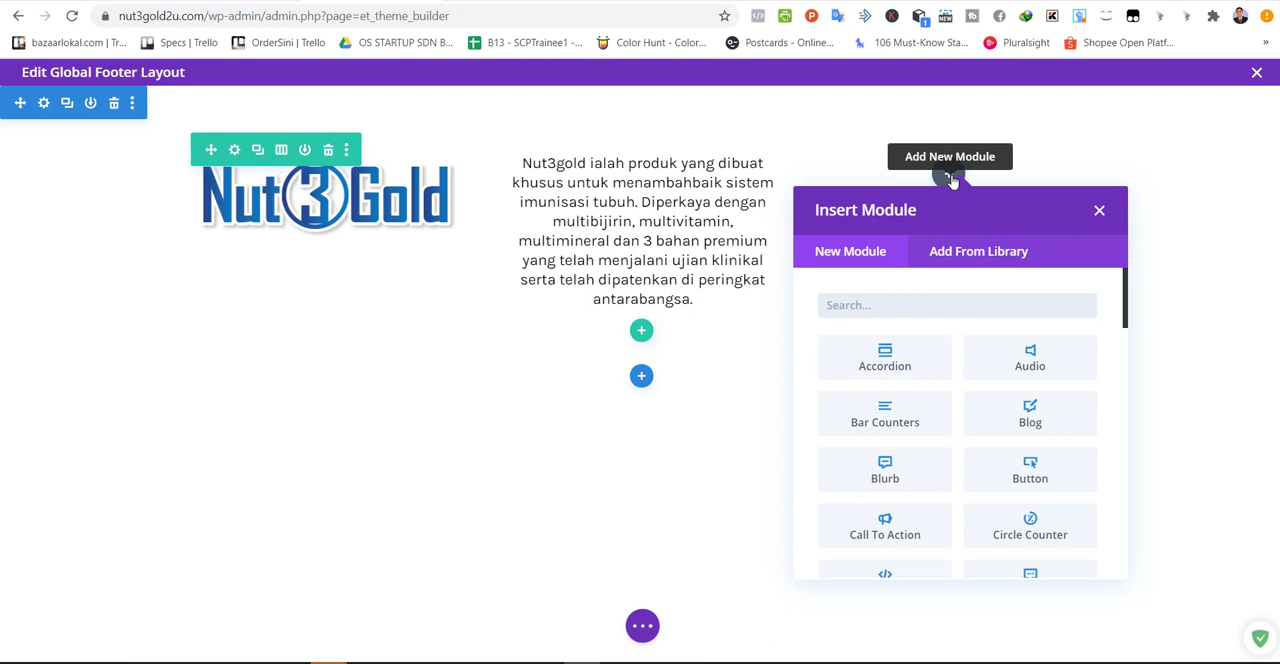 nut3gold2u.com/wp-admin/admin.php?page=et_theme_builder
bazaarlokal.com | Tr...
Specs | Trello
OrderSini | Trello
OS STARTUP SDN B...
B13 - SCPTrainee1 -...
Color Hunt - Color...
Postcards - Online...
106 Must-Know Sta...
Pluralsight
Shopee Open Platf...
»
Edit Global Footer Layout
Nut3Gold
Nut3gold ialah produk yang dibuat
khusus untuk menambahbaik sistem
imunisasi tubuh. Diperkaya dengan
multibijirin, multivitamin,
multimineral dan 3 bahan premium
yang telah menjalani ujian klinikal
serta telah dipatenkan di peringkat
antarabangsa.
Add New Module
Insert Module
New Module
Add From Library
Search...
Accordion
Audio
Bar Counters
Blog
Blurb
Button
Call To Action
Circle Counter